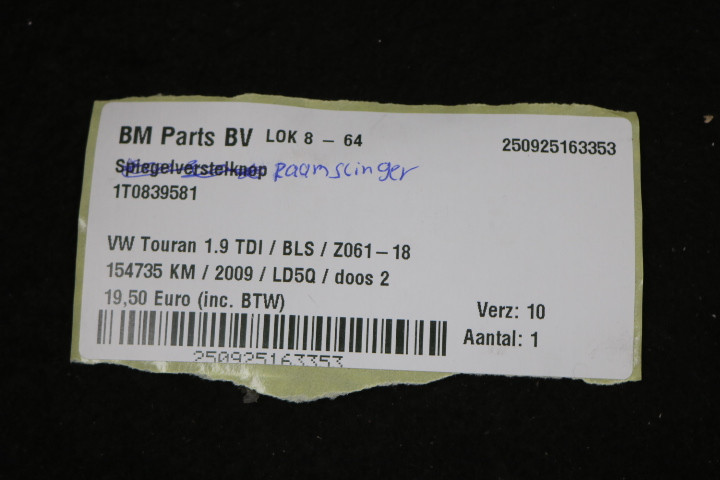 BM Parts BV LOK 8 - 64
250925163353
Spiegelverstelknop Raamslinger
1T0839581
VW Touran 1.9 TDI / BLS / Z061-18
154735 KM / 2009 / LD5Q / doos 2
19,50 Euro (inc. BTW)
Verz: 10
Aantal: 1
250925163353